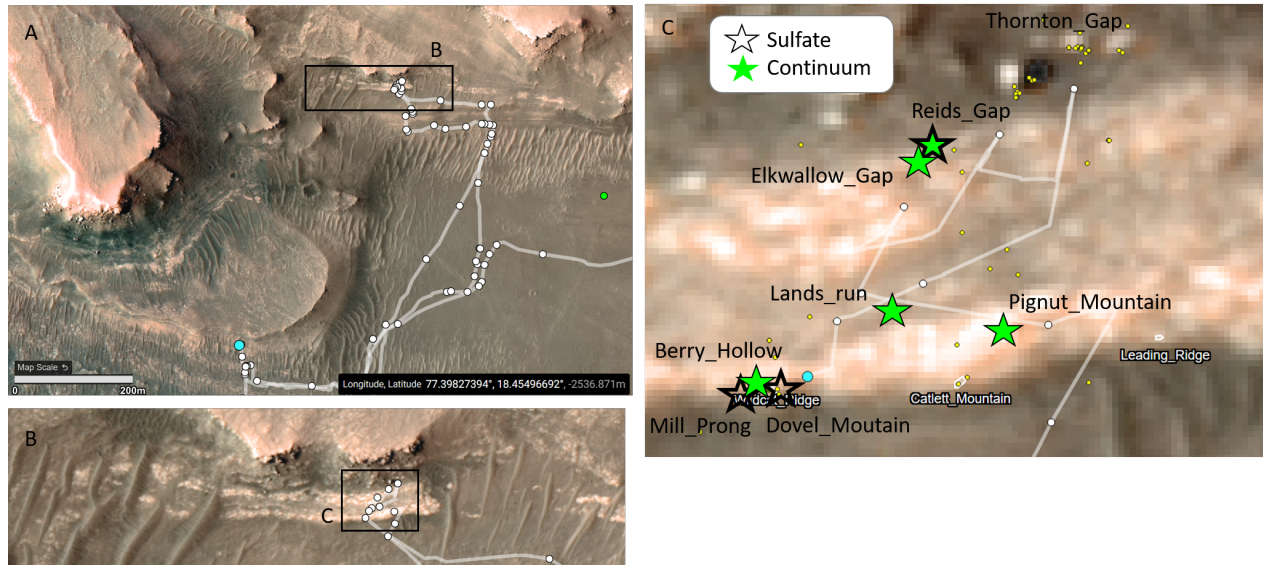 A
B
Map Scale
0
200m
Longitude, Latitude 77.39827394°, 18.45496692°, -2536.871m
B
C
C
Sulfate
Continuum
Thornton_Gap
Reids_Gap
Elkwallow_Gap
Lands_run
Pignut_Mountain
Leading_Ridge
Berry_Hollow
Catlett_Mountain
Mill_Prong
Dovel_Moutain